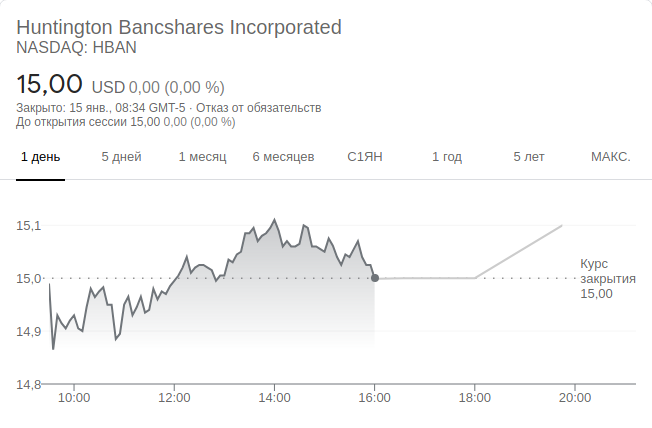 Huntington Bancshares Incorporated
NASDAQ: HBAN
15,00 USD 0,00 (0,00 %)
Закрыто: 15 янв., 08:34 GMT-5 · Отказ от обязательств
До открытия сессии 15,00 0,00 (0,00 %)
1 день 5 дней 1 месяц 6 месяцев С1ЯН 1 год 5 лет МАКС.
15,1
Курс
15,0 закрытия
15,00
14,9
14,8
10:00 12:00 14:00 16:00 18:00 20:00